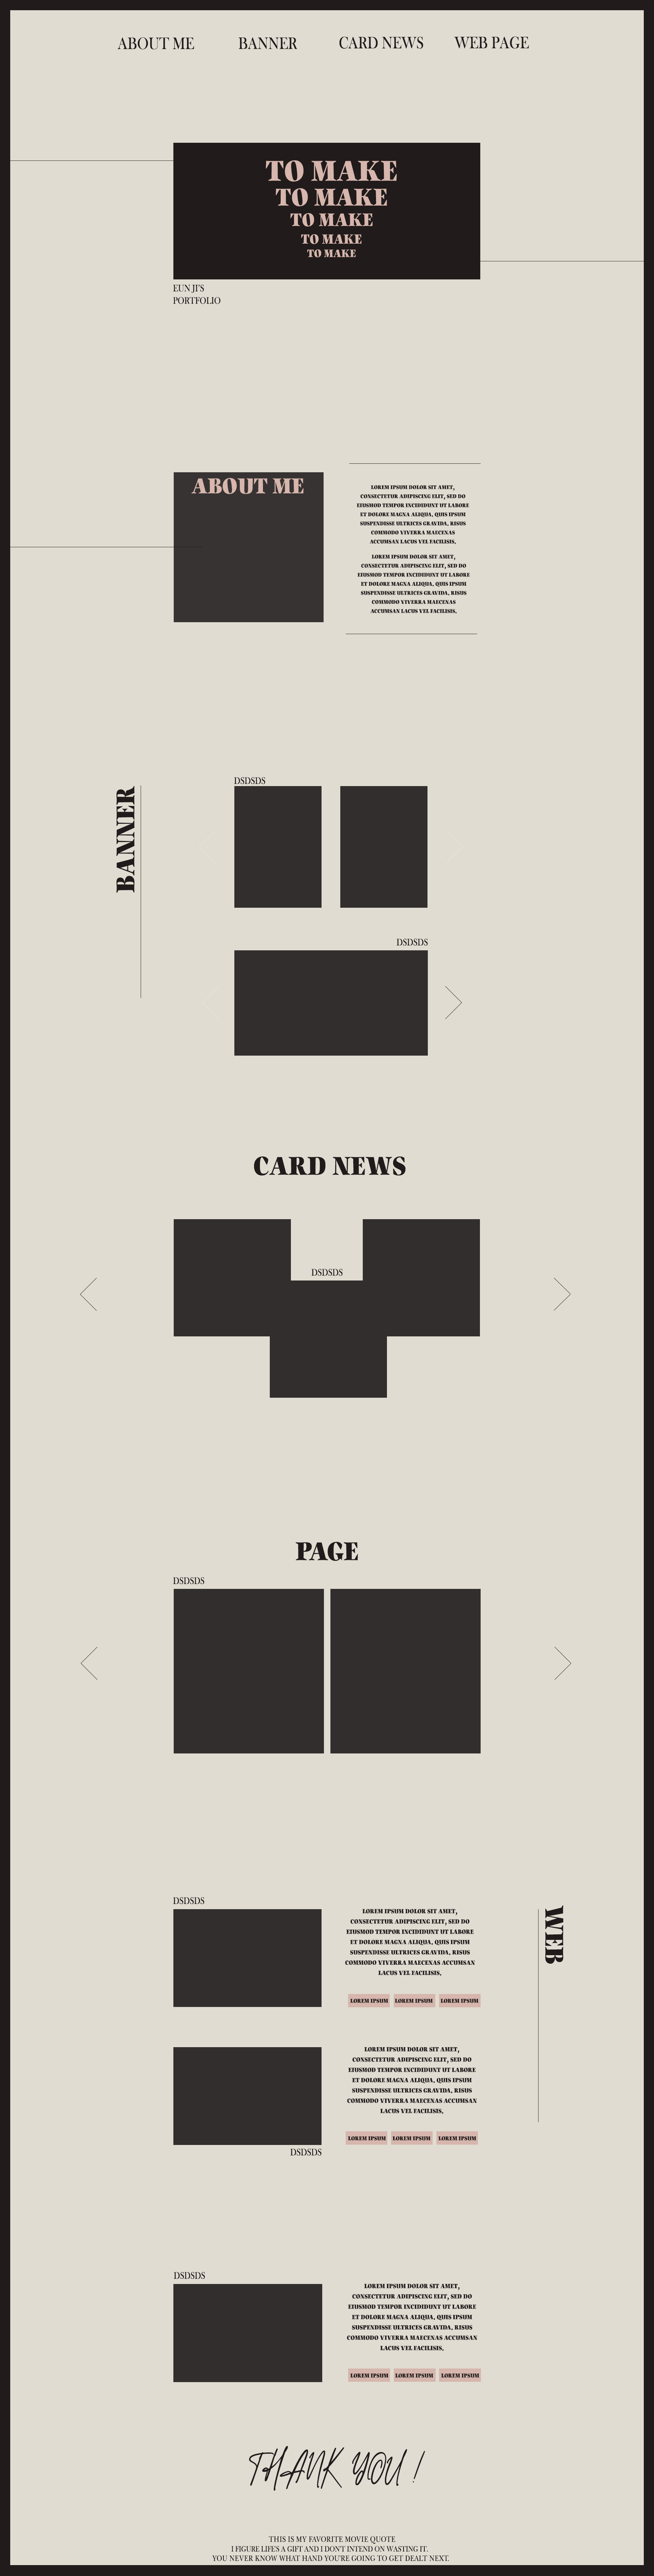 ABOUT ME BANNER CARD NEWS WEB PAGE
TO MAKE
TO MAKE
TO MAKE
TO MAKE
TO MAKE
EUN JI'S
PORTFOLIO
ABOUT ME
LOREM IPSUM DOLOR SIT AMET,
CONSECTETUR ADIPISCING ELIT, SED DO
EIUSMOD TEMPOR INCIDIDUNT UT LABORE
ET DOLORE MAGNA ALIQUA. QUIS IPSUM
SUSPENDISSE ULTRICES GRAVIDA. RISUS
COMMODO VIVERRA MAECENAS
ACCUMSAN LACUS VEL FACILISIS.
LOREM IPSUM DOLOR SIT AMET,
CONSECTETUR ADIPISCING ELIT, SED DO
EIUSMOD TEMPOR INCIDIDUNT UT LABORE
ET DOLORE MAGNA ALIQUA. QUIS IPSUM
SUSPENDISSE ULTRICES GRAVIDA. RISUS
COMMODO VIVERRA MAECENAS
ACCUMSAN LACUS VEL FACILISIS.
BANNER
DSDSDS
DSDSDS
CARD NEWS
DSDSDS
PAGE
DSDSDS
WEB
DSDSDS
LOREM IPSUM DOLOR SIT AMET,
CONSECTETUR ADIPISCING ELIT, SED DO
EIUSMOD TEMPOR INCIDIDUNT UT LABORE
ET DOLORE MAGNA ALIQUA. QUIS IPSUM
SUSPENDISSE ULTRICES GRAVIDA. RISUS
COMMODO VIVERRA MAECENAS ACCUMSAN
LACUS VEL FACILISIS.
LOREM IPSUM LOREM IPSUM LOREM IPSUM
LOREM IPSUM DOLOR SIT AMET,
CONSECTETUR ADIPISCING ELIT, SED DO
EIUSMOD TEMPOR INCIDIDUNT UT LABORE
ET DOLORE MAGNA ALIQUA. QUIS IPSUM
SUSPENDISSE ULTRICES GRAVIDA. RISUS
COMMODO VIVERRA MAECENAS ACCUMSAN
LACUS VEL FACILISIS.
LOREM IPSUM LOREM IPSUM LOREM IPSUM
DSDSDS
DSDSDS
LOREM IPSUM DOLOR SIT AMET,
CONSECTETUR ADIPISCING ELIT, SED DO
EIUSMOD TEMPOR INCIDIDUNT UT LABORE
ET DOLORE MAGNA ALIQUA. QUIS IPSUM
SUSPENDISSE ULTRICES GRAVIDA. RISUS
COMMODO VIVERRA MAECENAS ACCUMSAN
LACUS VEL FACILISIS.
LOREM IPSUM LOREM IPSUM LOREM IPSUM
THANK YOU !
THIS IS MY FAVORITE MOVIE QUOTE
I FIGURE LIFES A GIFT AND I DON'T INTEND ON WASTING IT.
YOU NEVER KNOW WHAT HAND YOU'RE GOING TO GET DEALT NEXT.